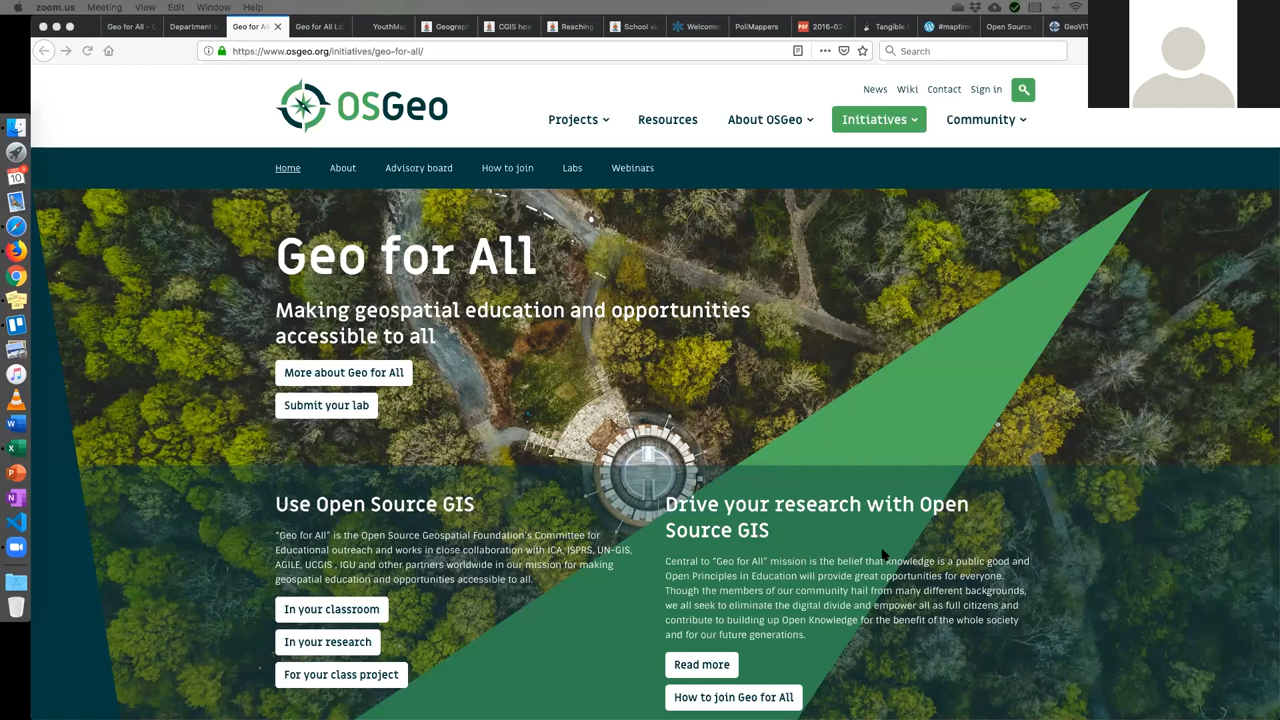 zoom.us Meeting View Edit Window Help
Geo for All - O Department o Geo for All Geo for All La YouthMap Geograph CGIS hos Reaching School ve Welcome PoliMappers 2016-02- Tangible #maptime Open Source GeoVIT
https://www.osgeo.org/initiatives/geo-for-all/ Search
News Wiki Contact Sign in
OSGeo
Projects Resources About OSGeo Initiatives Community
Home About Advisory board How to join Labs Webinars
10
Geo for All
Making geospatial education and opportunities
accessible to all
More about Geo for All
Submit your lab
Use Open Source GIS
"Geo for All" is the Open Source Geospatial Foundation's Committee for
Educational outreach and works in close collaboration with ICA, ISPRS, UN-GIS,
AGILE, UCGIS , IGU and other partners worldwide in our mission for making
geospatial education and opportunities accessible to all.
In your classroom
In your research
For your class project
Drive your research with Open
Source GIS
Central to "Geo for All" mission is the belief that knowledge is a public good and
Open Principles in Education will provide great opportunities for everyone.
Though the members of our community hail from many different backgrounds,
we all seek to eliminate the digital divide and empower all as full citizens and
contribute to building up Open Knowledge for the benefit of the whole society
and for our future generations.
Read more
How to join Geo for All